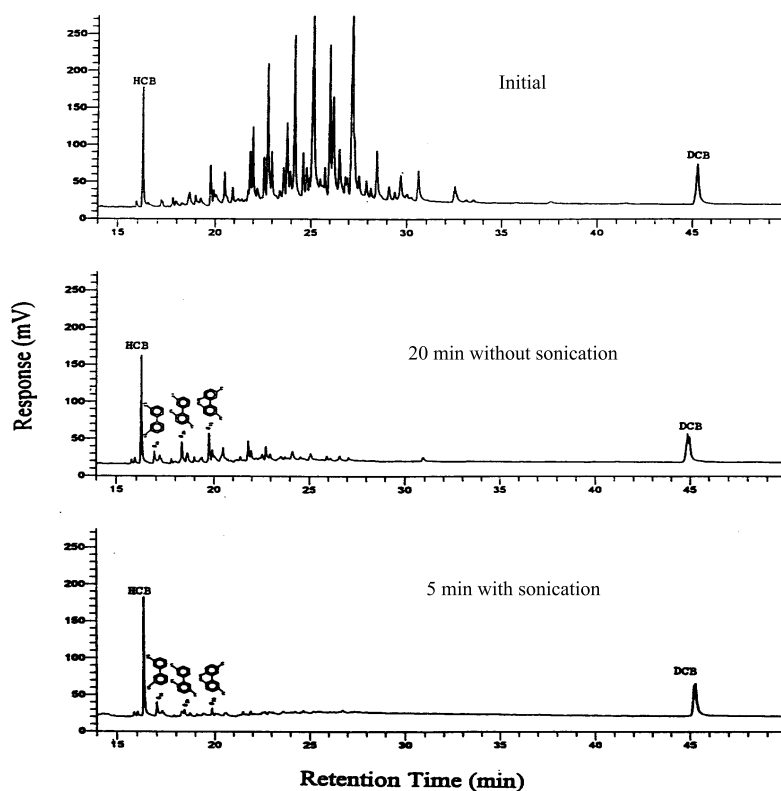 250
200
150
100
50
0
HCB
Initial
DCB
15 20 25 30 35 40 45
250
200
150
100
50
0
HCB
20 min without sonication
DCB
15 20 25 30 35 40 45
Response (mV)
250
200
150
100
50
0
HCB
5 min with sonication
DCB
15 20 25 30 35 40 45
Retention Time (min)